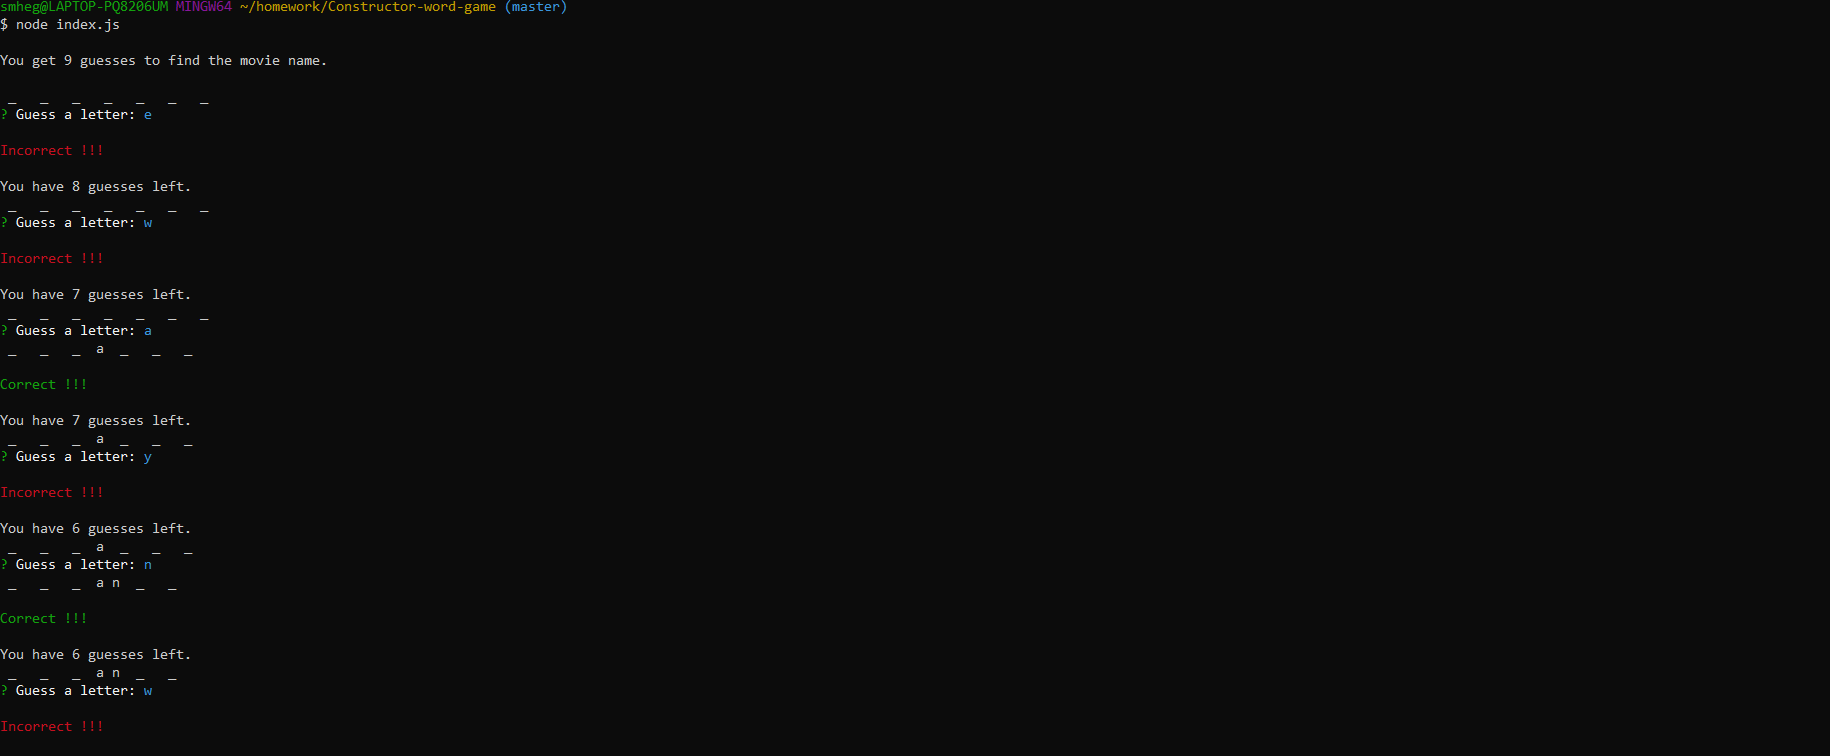 smheg@LAPTOP-PQ8206UM MINGW64 ~/homework/Constructor-word-game (master)
$ node index.js
You get 9 guesses to find the movie name.
_ _ _ _ _ _ _
? Guess a letter: e
Incorrect !!!
You have 8 guesses left.
_ _ _ _ _ _ _
? Guess a letter: w
Incorrect !!!
You have 7 guesses left.
_ _ _ _ _ _ _
? Guess a letter: a
_ _ _ a _ _ _
Correct !!!
You have 7 guesses left.
_ _ _ a _ _ _
? Guess a letter: y
Incorrect !!!
You have 6 guesses left.
_ _ _ a _ _ _
? Guess a letter: n
_ _ _ a n _ _
Correct !!!
You have 6 guesses left.
_ _ _ a n _ _
? Guess a letter: w
Incorrect !!!